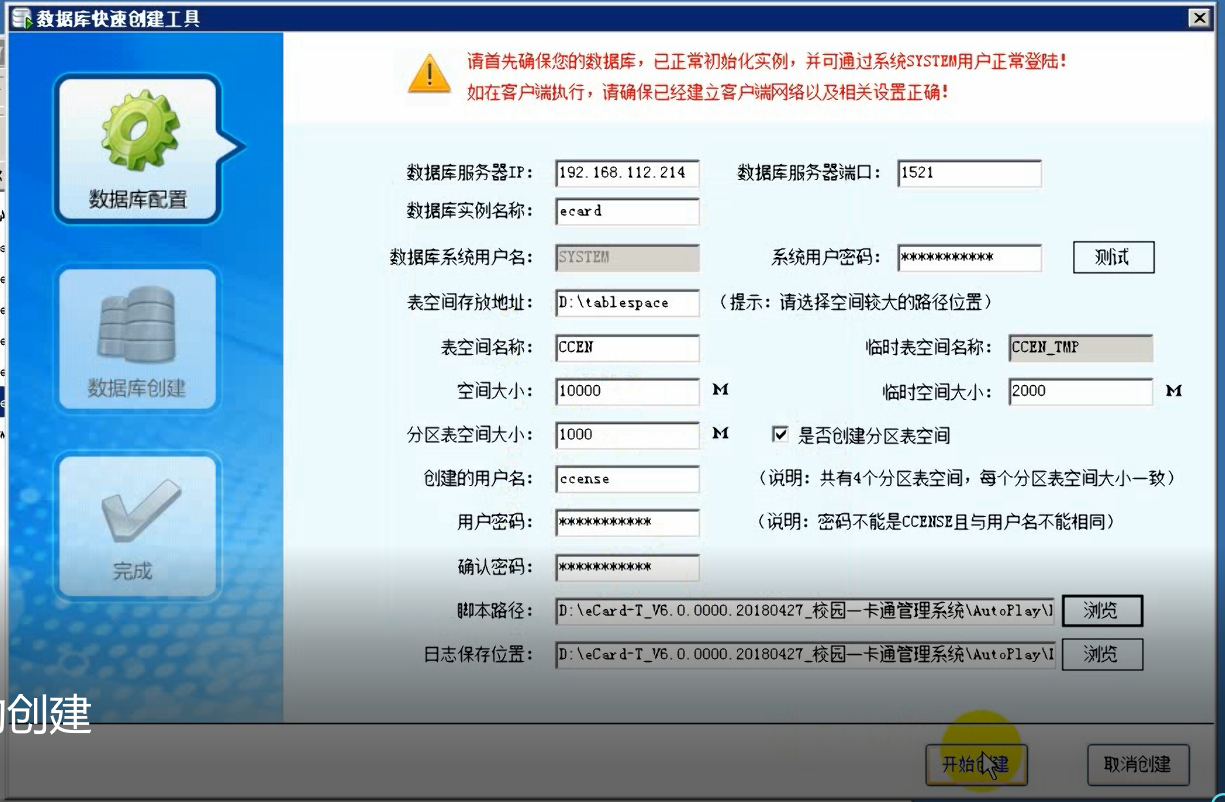 数据库快速创建工具
请首先确保您的数据库，已正常初始化实例，并可通过系统SYSTEM用户正常登陆！
如在客户端执行，请确保已经建立客户端网络以及相关设置正确！
数据库配置
数据库创建
完成
数据库服务器IP： 192.168.112.214 数据库服务器端口： 1521
数据库实例名称： ecard
数据库系统用户名： SYSTEM 系统用户密码： *********** 测试
表空间存放地址： D:\tablespace （提示：请选择空间较大的路径位置）
表空间名称： CCEN 临时表空间名称： CCEN_TMP
空间大小： 10000 M 临时空间大小： 2000 M
分区表空间大小： 1000 M 是否创建分区表空间
创建的用户名： ccense （说明：共有4个分区表空间，每个分区表空间大小一致）
用户密码： *********** （说明：密码不能是CCENSE且与用户名不能相同）
确认密码： ***********
脚本路径： D:\eCard-T_V6.0.0000.20180427_校园一卡通管理系统\AutoPlay\ 浏览
日志保存位置： D:\eCard-T_V6.0.0000.20180427_校园一卡通管理系统\AutoPlay\ 浏览
创建
开始创建 取消创建